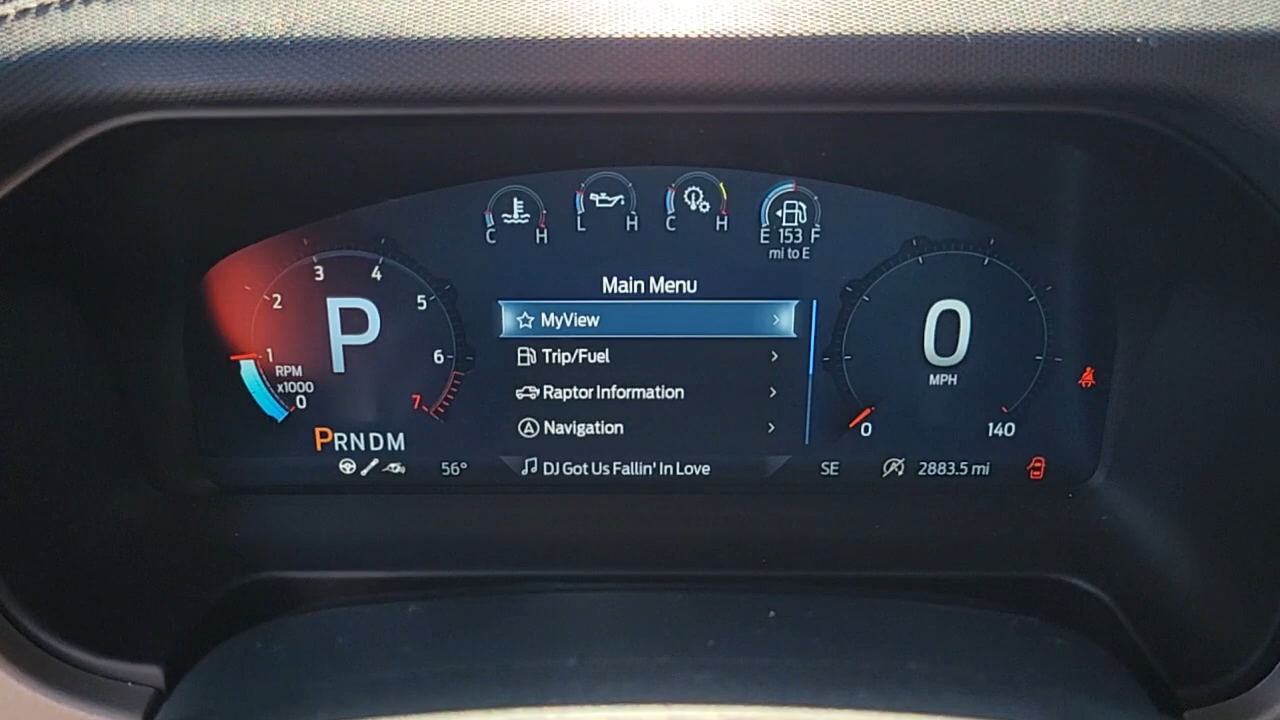 C H
L H
C H
E 153 F
mi to E
0 1 2 3 4 5 6 7
P
RPM
x1000
PRNDM
56°
Main Menu
MyView
Trip/Fuel
Raptor Information
Navigation
DJ Got Us Fallin' In Love
0
MPH
0 140
SE
2883.5 mi